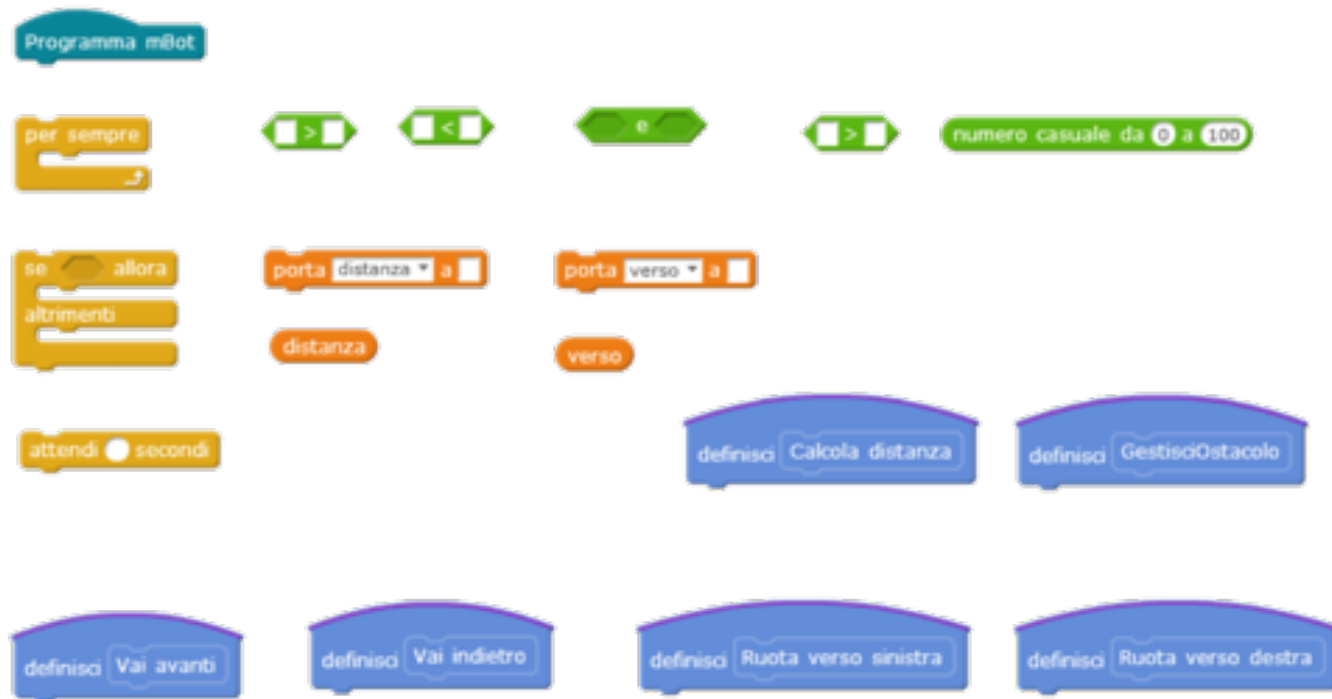 Programma mBot
per sempre
>
<
e
>
numero casuale da 0 a 100
se allora
altrimenti
porta distanza a
porta verso a
distanza
verso
attendi secondi
definisci Calcola distanza
definisci GestisciOstacolo
definisci Vai avanti
definisci Vai indietro
definisci Ruota verso sinistra
definisci Ruota verso destra